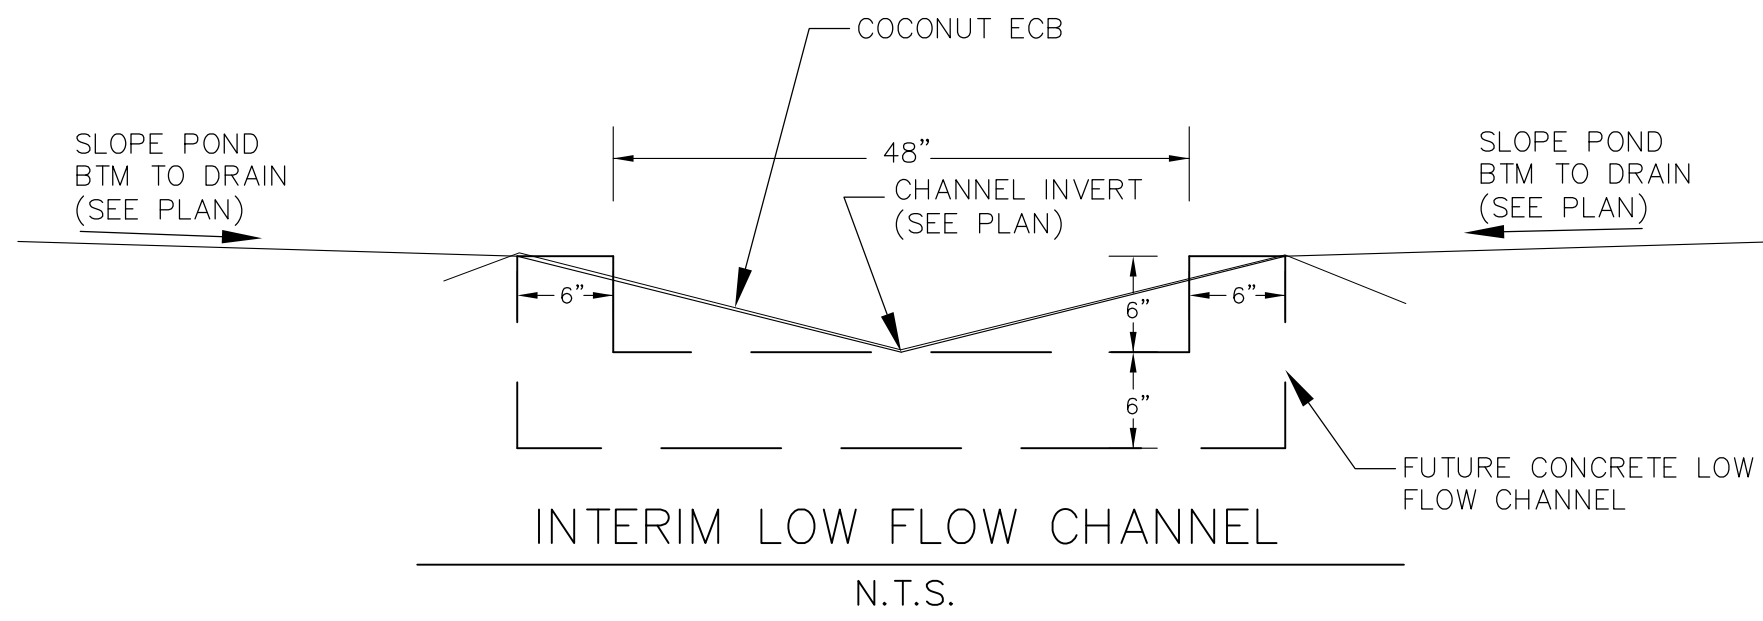 COCONUT ECB
SLOPE POND
BTM TO DRAIN
(SEE PLAN)
48”
CHANNEL INVERT
(SEE PLAN)
SLOPE POND
BTM TO DRAIN
(SEE PLAN)
6”
6”
6”
6”
FUTURE CONCRETE LOW
FLOW CHANNEL
INTERIM LOW FLOW CHANNEL
N.T.S.